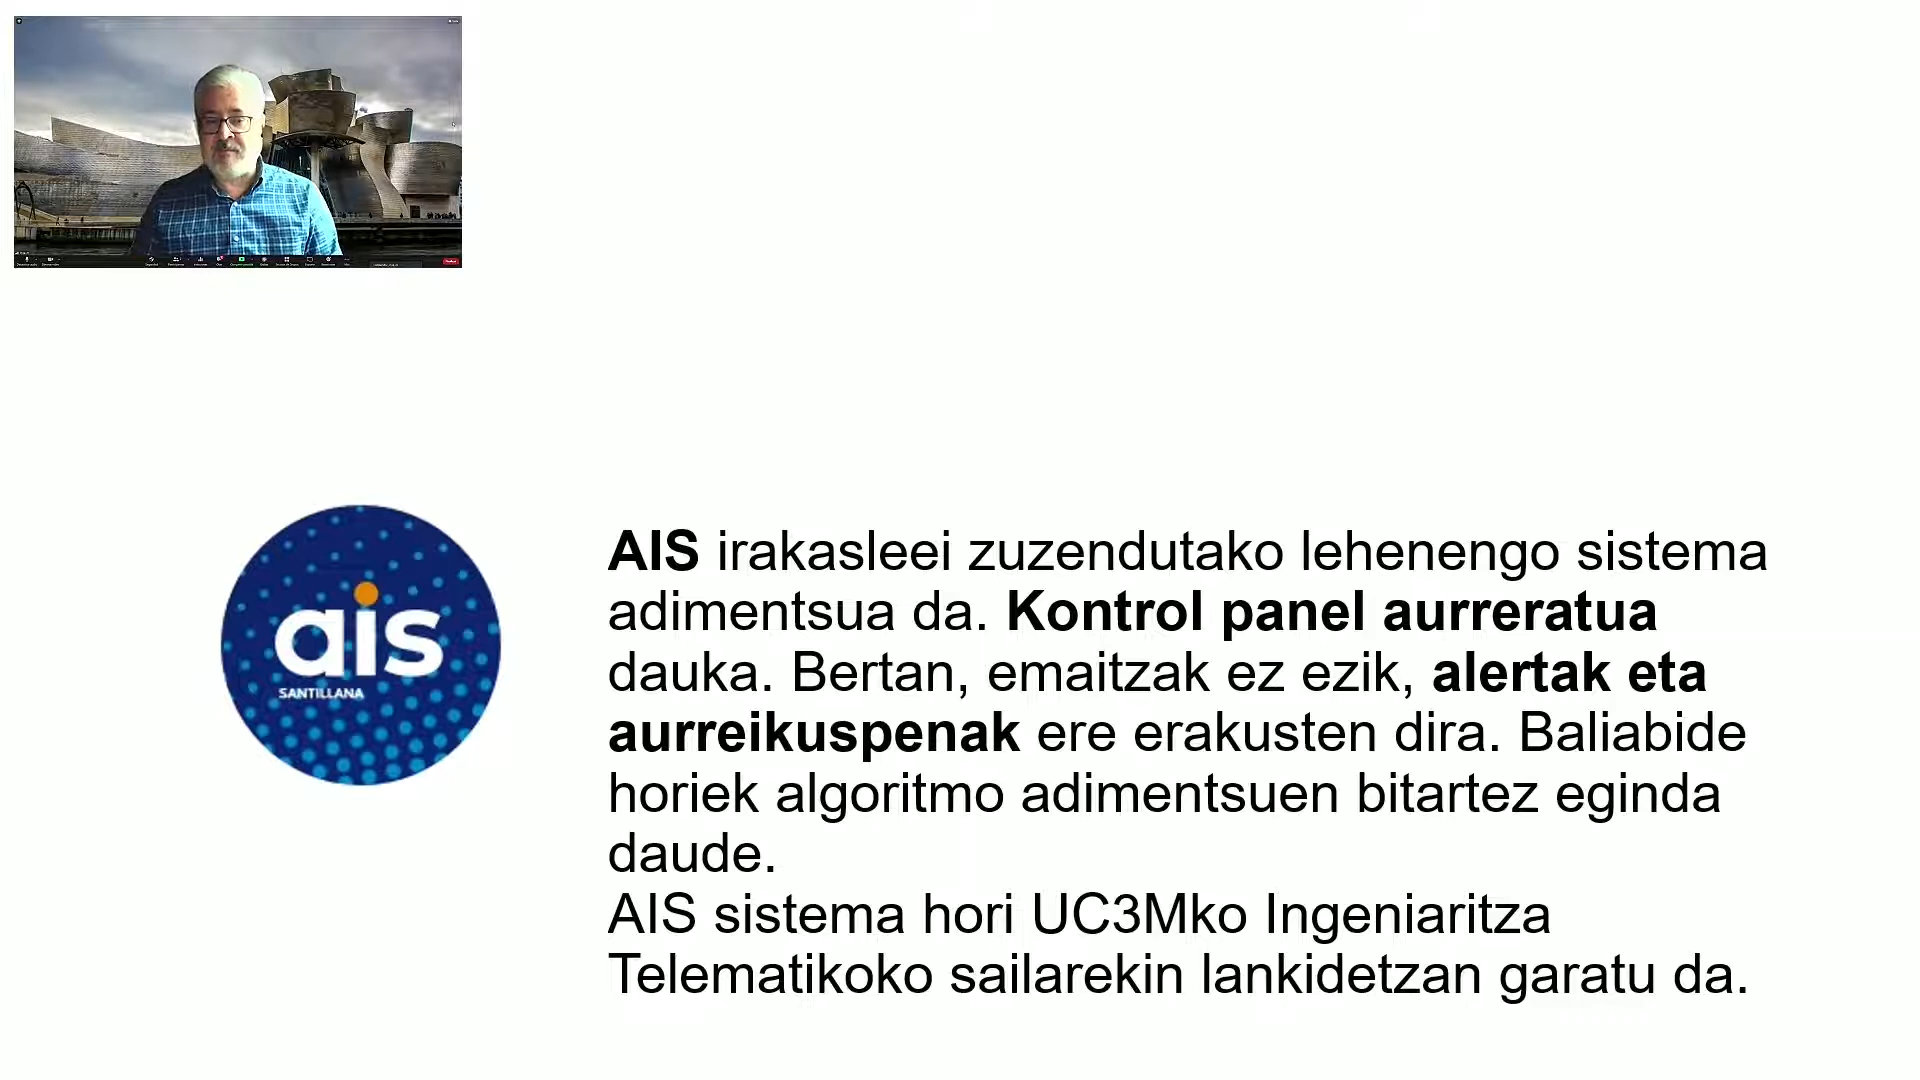 ais
SANTILLANA
AIS irakasleei zuzendutako lehenengo sistema
adimentsua da. Kontrol panel aurreratua
dauka. Bertan, emaitzak ez ezik, alertak eta
aurreikuspenak ere erakusten dira. Baliabide
horiek algoritmo adimentsuen bitartez eginda
daude.
AIS sistema hori UC3Mko Ingeniaritza
Telematikoko sailarekin lankidetzan garatu da.